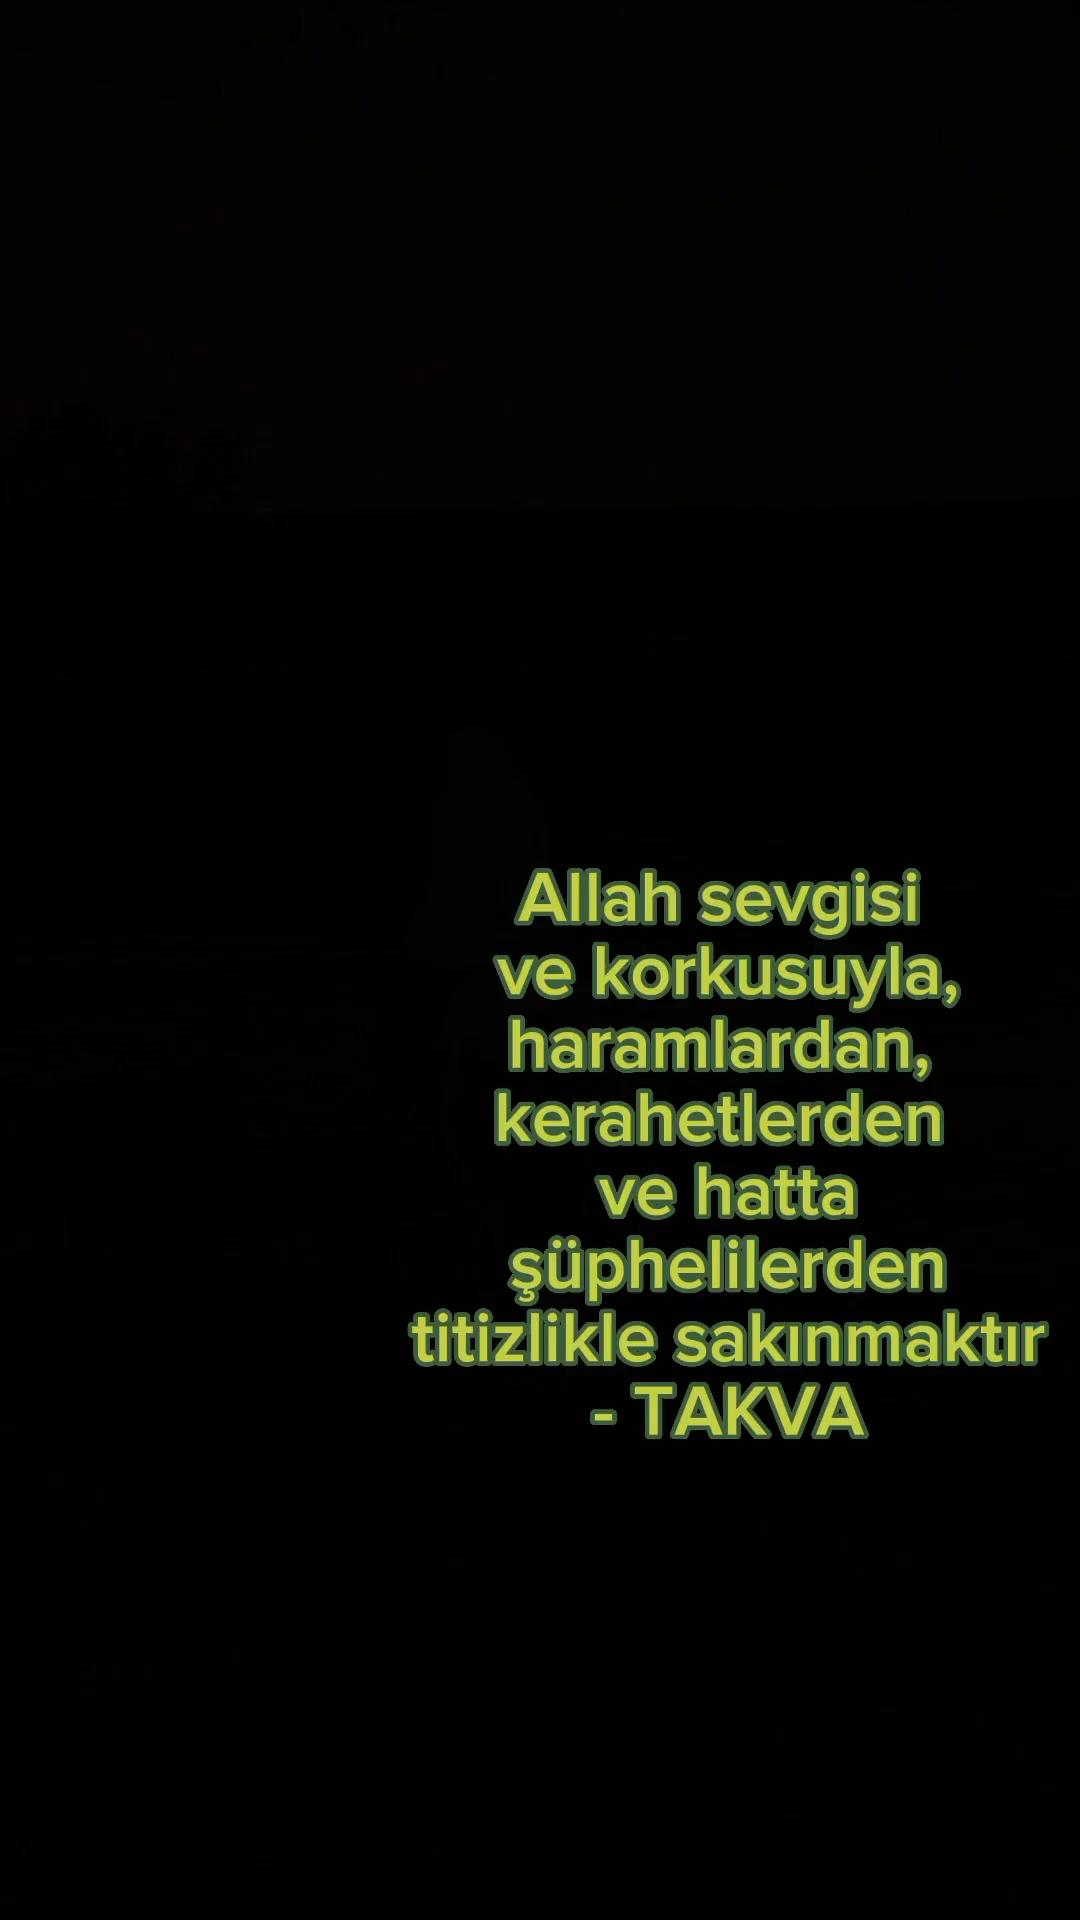 Allah sevgisi
ve korkusuyla,
haramlardan,
kerahetlerden
ve hatta
şüphelilerden
titizlikle sakınmaktır
- TAKVA